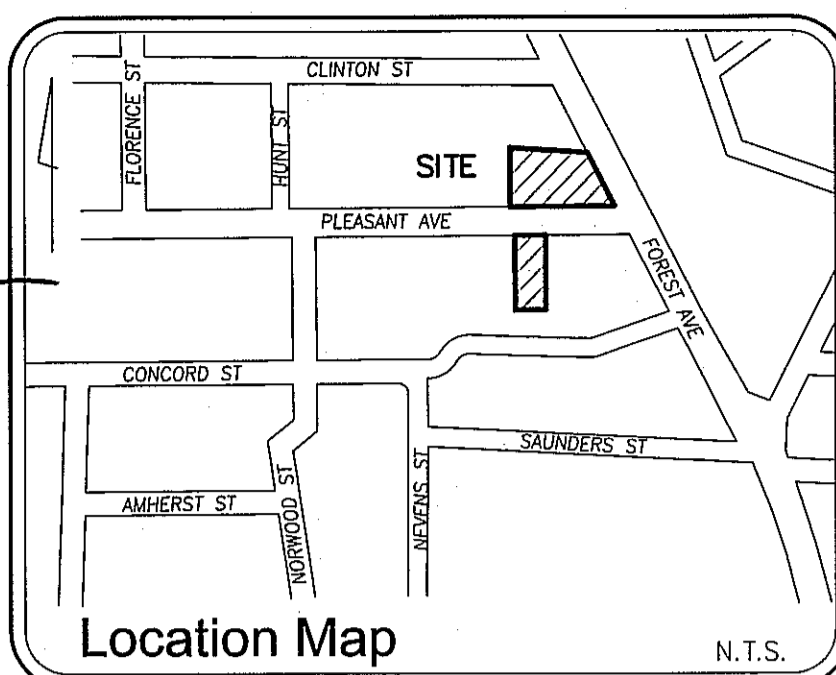 CLINTON ST
FLORENCE ST
HUNT ST
SITE
PLEASANT AVE
FOREST AVE
CONCORD ST
SAUNDERS ST
AMHERST ST
NORWOOD ST
NEVENS ST
Location Map
N.T.S.